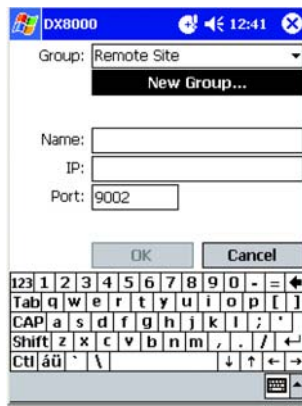 DX8000 12:41
Group: Remote Site
New Group...
Name:
IP:
Port: 9002
OK Cancel
123 1 2 3 4 5 6 7 8 9 0 - =
Tab q w e r t y u i o p [ ]
CAP a s d f g h j k l ; '
Shift z x c v b n m , . /
Ctl áü ` \